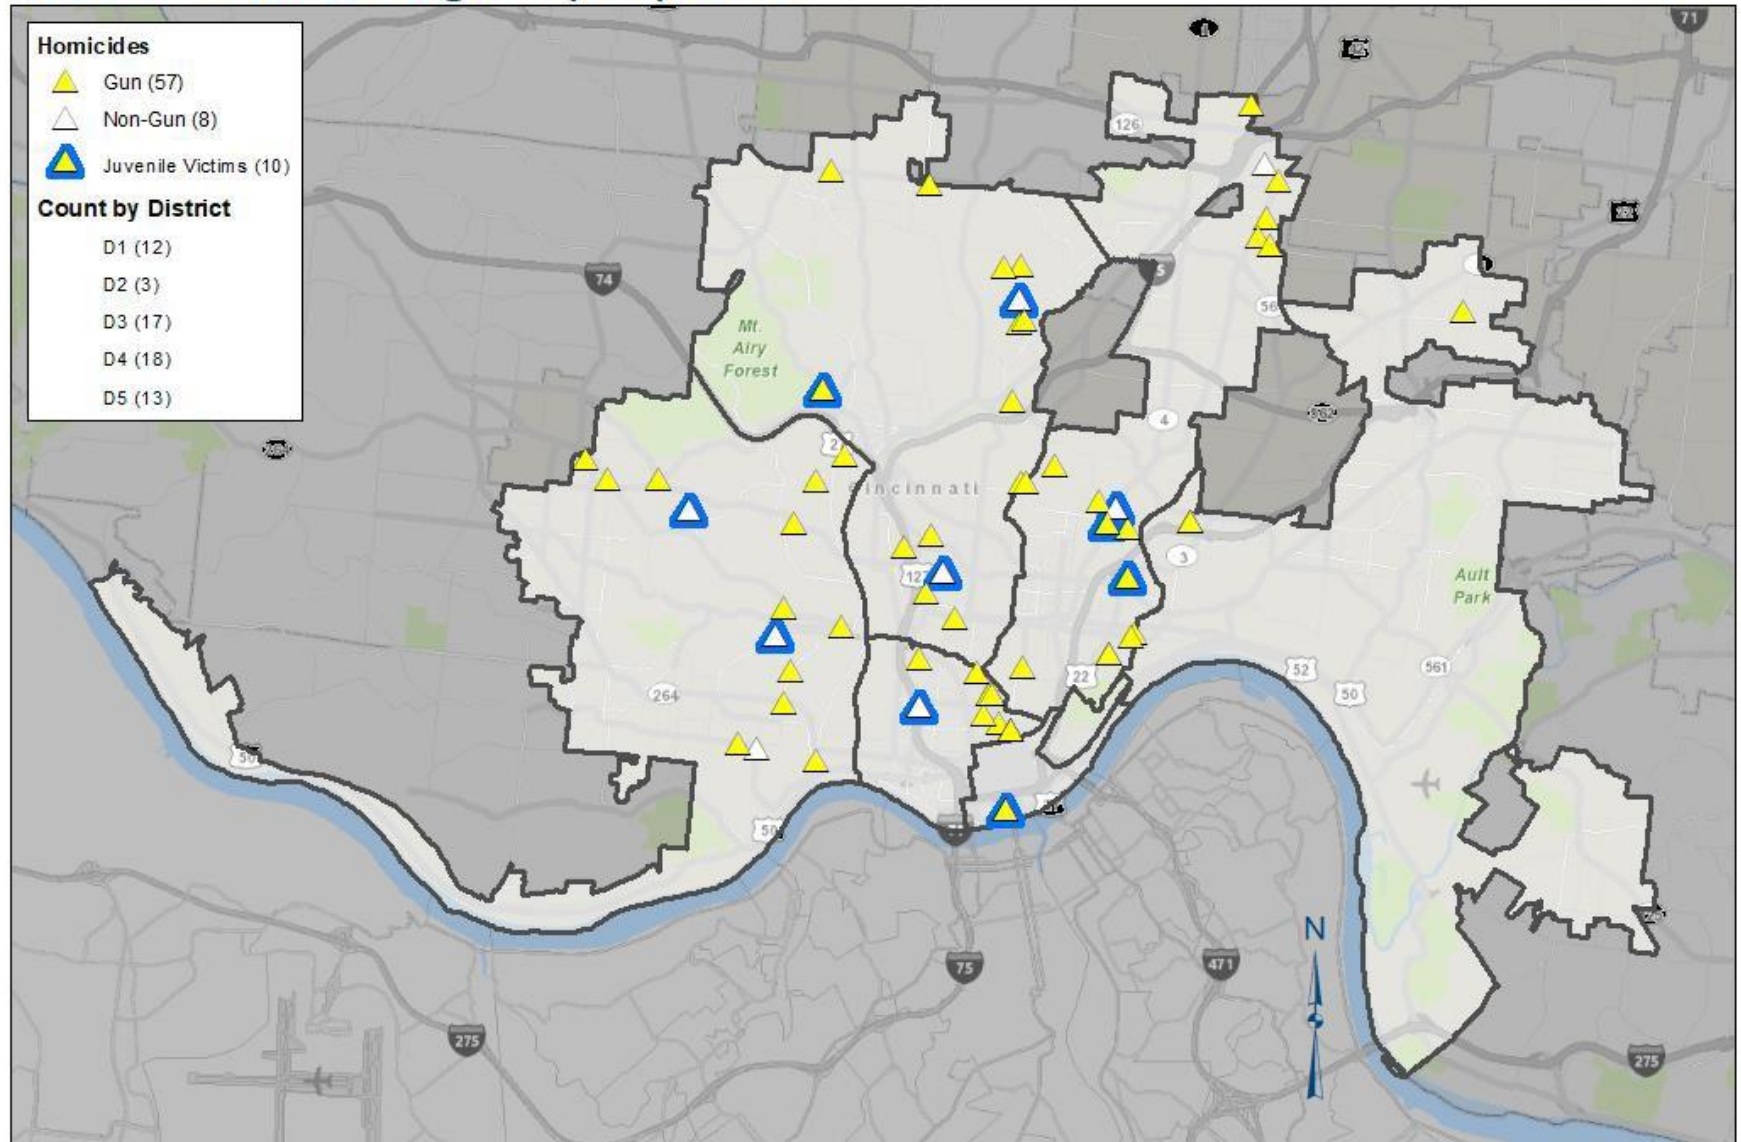 Homicides
Gun (57)
Non-Gun (8)
Juvenile Victims (10)
Count by District
D1 (12)
D2 (3)
D3 (17)
D4 (18)
D5 (13)
71
126
74
56
Mt.
Airy
Forest
4
562
3
Ault
Park
22
52
50
561
264
50
50
75
471
275
275
N